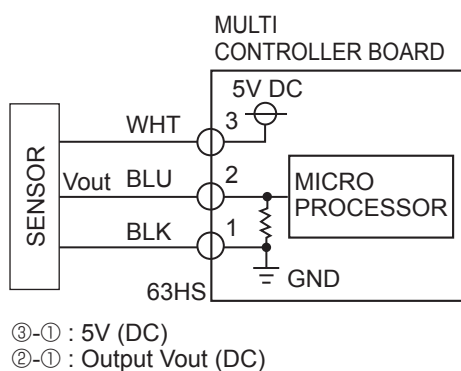 MULTI
CONTROLLER BOARD
5V DC
WHT
3
SENSOR
Vout BLU
2
MICRO
PROCESSOR
BLK
1
GND
63HS
③-① : 5V (DC)
②-① : Output Vout (DC)